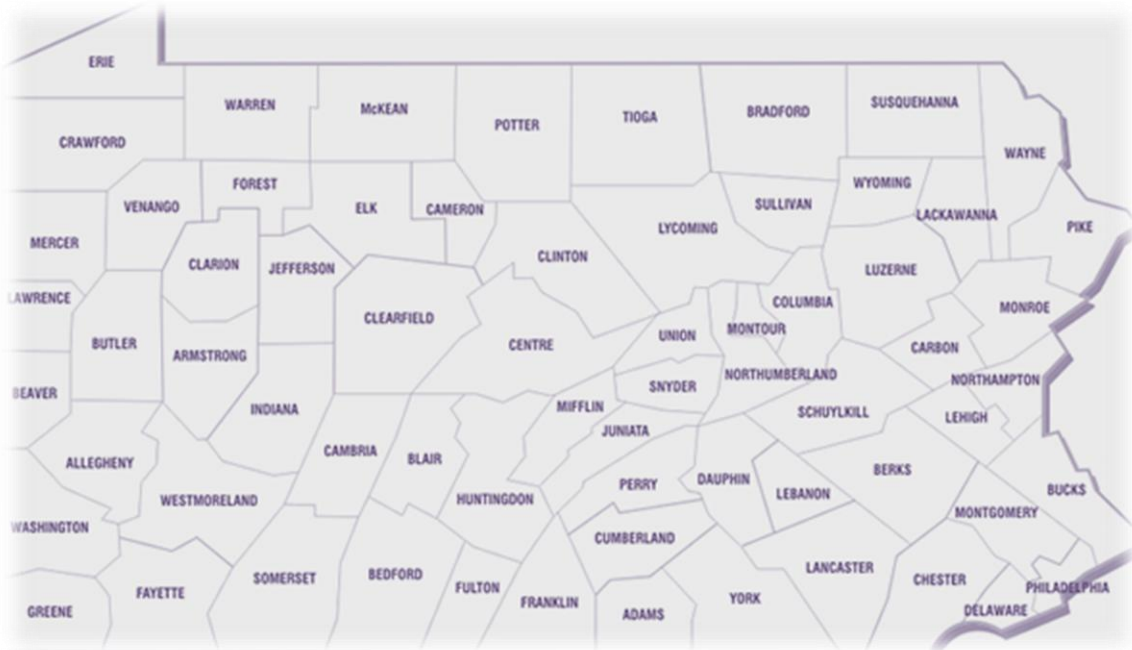 ERIE
WARREN
McKEAN
POTTER
TIOGA
BRADFORD
SUSQUEHANNA
CRAWFORD
WAYNE
FOREST
WYOMING
VENANGO
ELK
CAMERON
SULLIVAN
LACKAWANNA
MERCER
LYCOMING
PIKE
CLARION
JEFFERSON
CLINTON
LUZERNE
LAWRENCE
COLUMBIA
MONROE
CLEARFIELD
BUTLER
ARMSTRONG
CENTRE
UNION
MONTOUR
CARBON
BEAVER
SNYDER
NORTHUMBERLAND
NORTHAMPTON
INDIANA
MIFFLIN
SCHUYLKILL
LEHIGH
JUNIATA
ALLEGHENY
CAMBRIA
BLAIR
BERKS
WESTMORELAND
HUNTINGDON
PERRY
DAUPHIN
LEBANON
BUCKS
MONTGOMERY
WASHINGTON
CUMBERLAND
GREENE
FAYETTE
SOMERSET
BEDFORD
FULTON
FRANKLIN
ADAMS
YORK
LANCASTER
CHESTER
DELAWARE
PHILADELPHIA